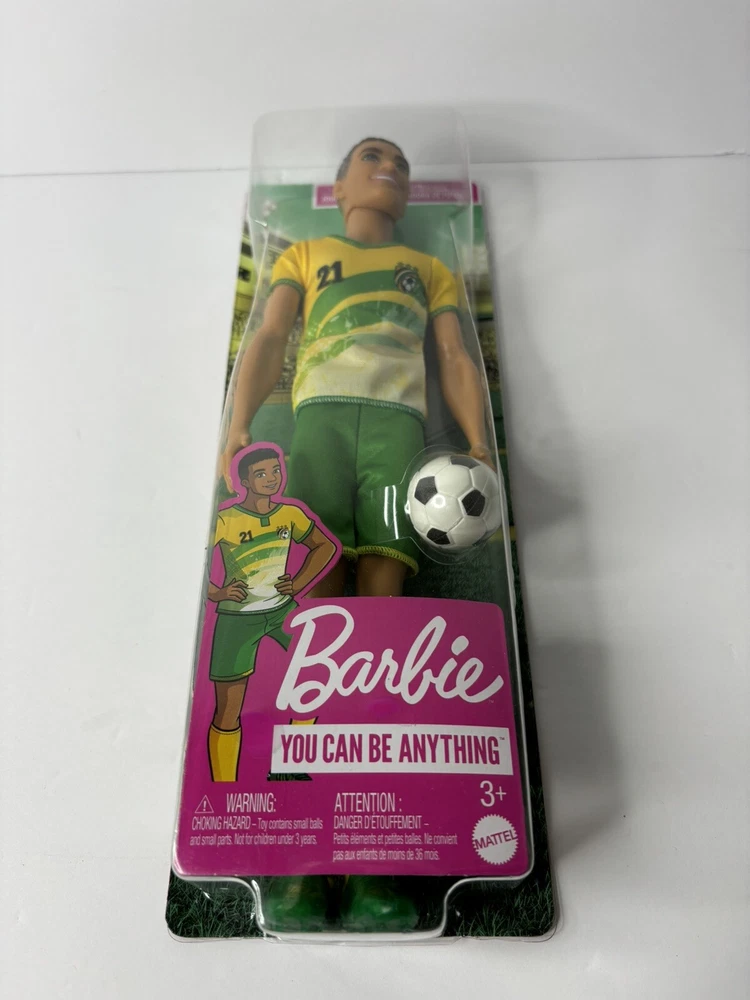 21
21
Barbie
YOU CAN BE ANYTHING™
3+
WARNING:
CHOKING HAZARD – Toy contains small balls
and small parts. Not for children under 3 years.
ATTENTION :
DANGER D'ÉTOUFFEMENT –
Petits éléments et petites balles. Ne convient
pas aux enfants de moins de 36 mois.
MATTEL